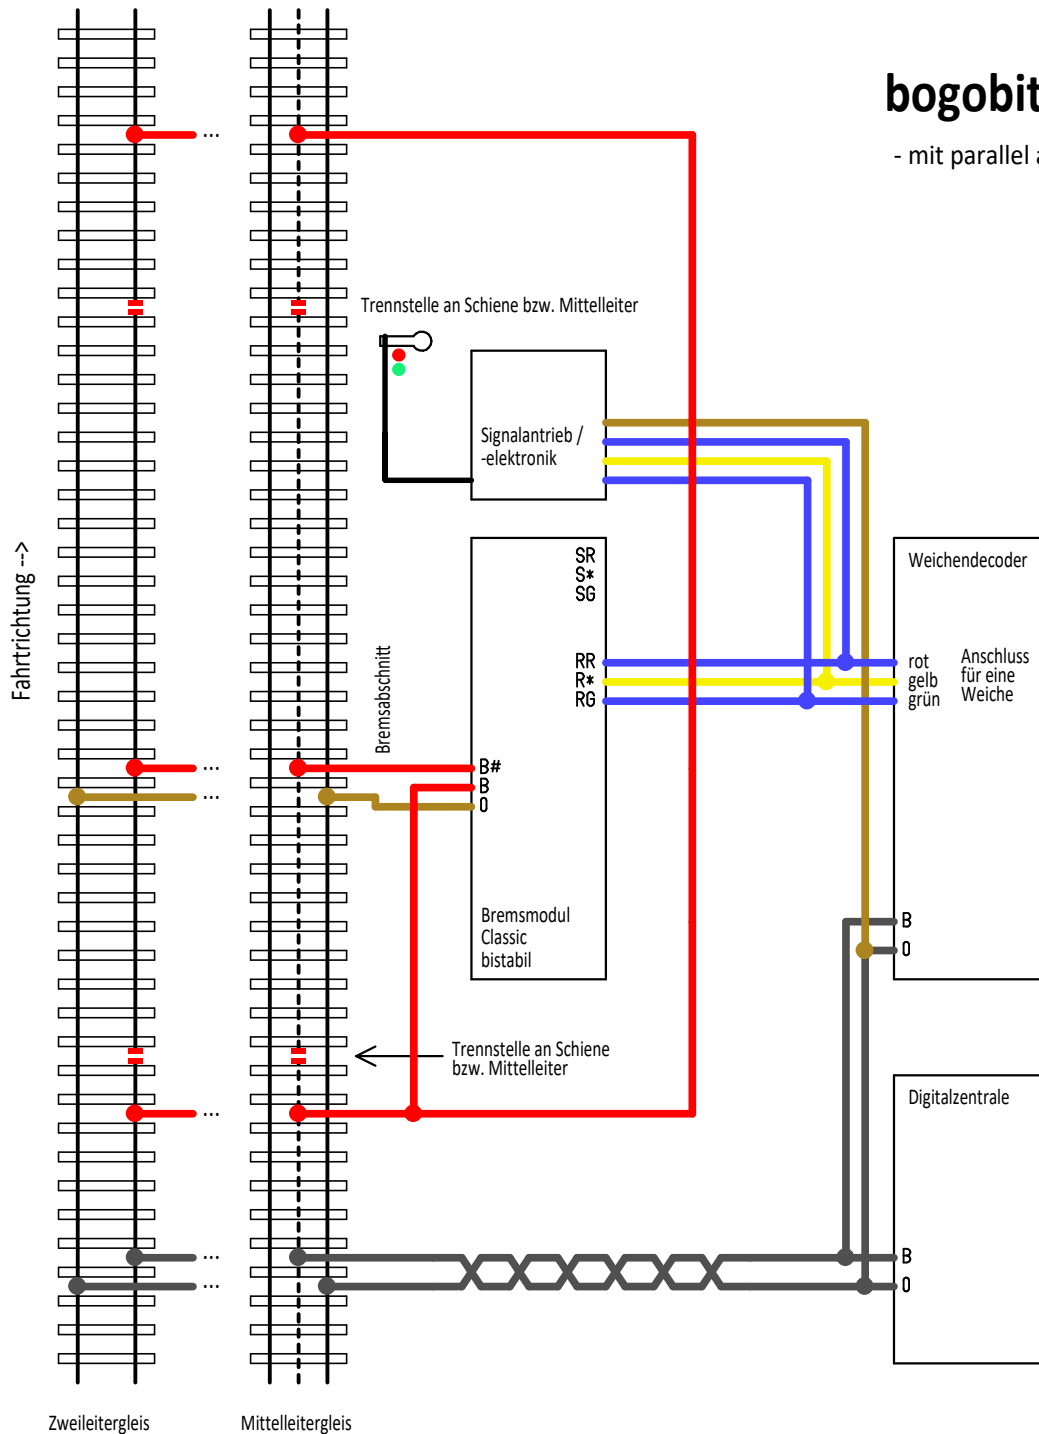 bogobit
- mit parallel a
...
...
Trennstelle an Schiene bzw. Mittelleiter
Signalantrieb /
-elektronik
Fahrtrichtung -->
Bremsabschnitt
SR
S*
SG
RR
R*
RG
B#
B
0
Bremsmodul
Classic
bistabil
Weichendecoder
rot
gelb
grün
Anschluss
für eine
Weiche
B
0
...
...
Trennstelle an Schiene
bzw. Mittelleiter
...
...
Digitalzentrale
B
0
Zweileitergleis
Mittelleitergleis